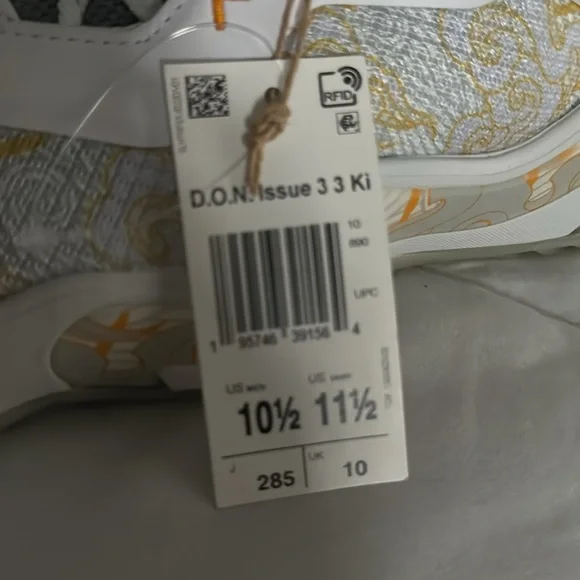 RFID
D.O.N. Issue 3 3 Ki
10
690
UPC
1 95746 39156 4
US MEN
US
10½ 11½
J 285 UK 10